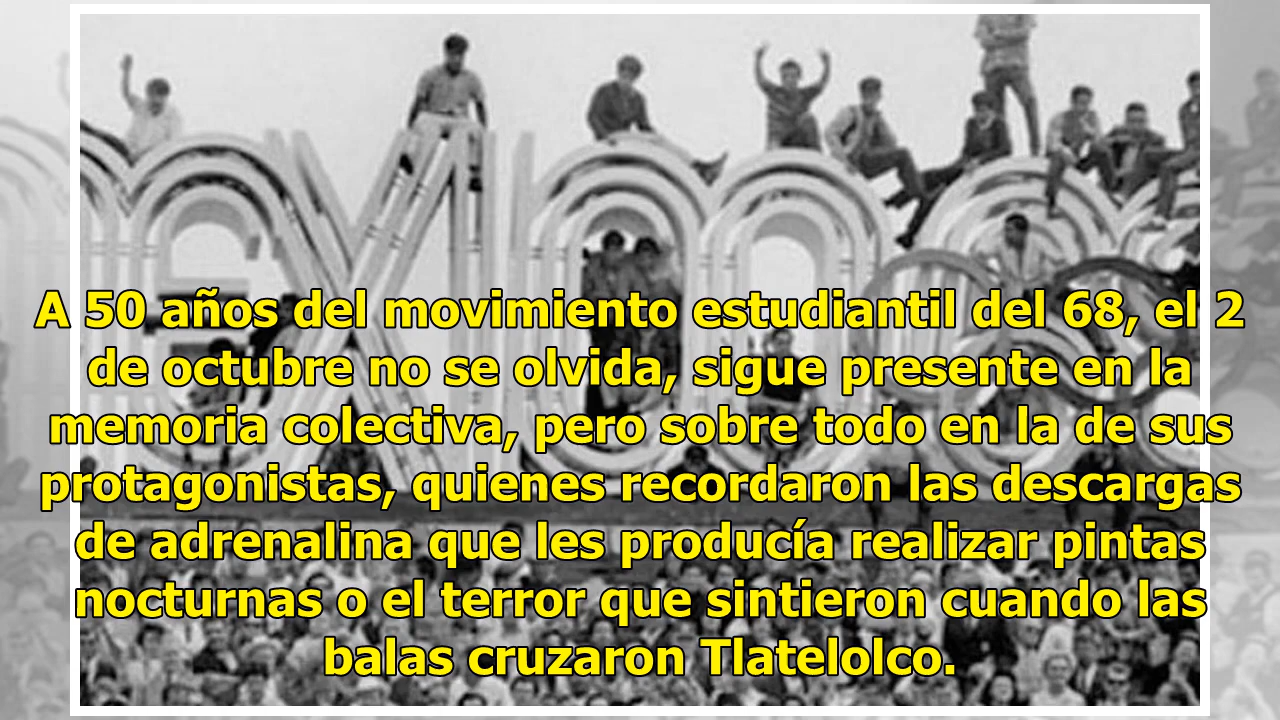 méxico68
A 50 años del movimiento estudiantil del 68, el 2
de octubre no se olvida, sigue presente en la
memoria colectiva, pero sobre todo en la de sus
protagonistas, quienes recordaron las descargas
de adrenalina que les producía realizar pintas
nocturnas o el terror que sintieron cuando las
balas cruzaron Tlatelolco.